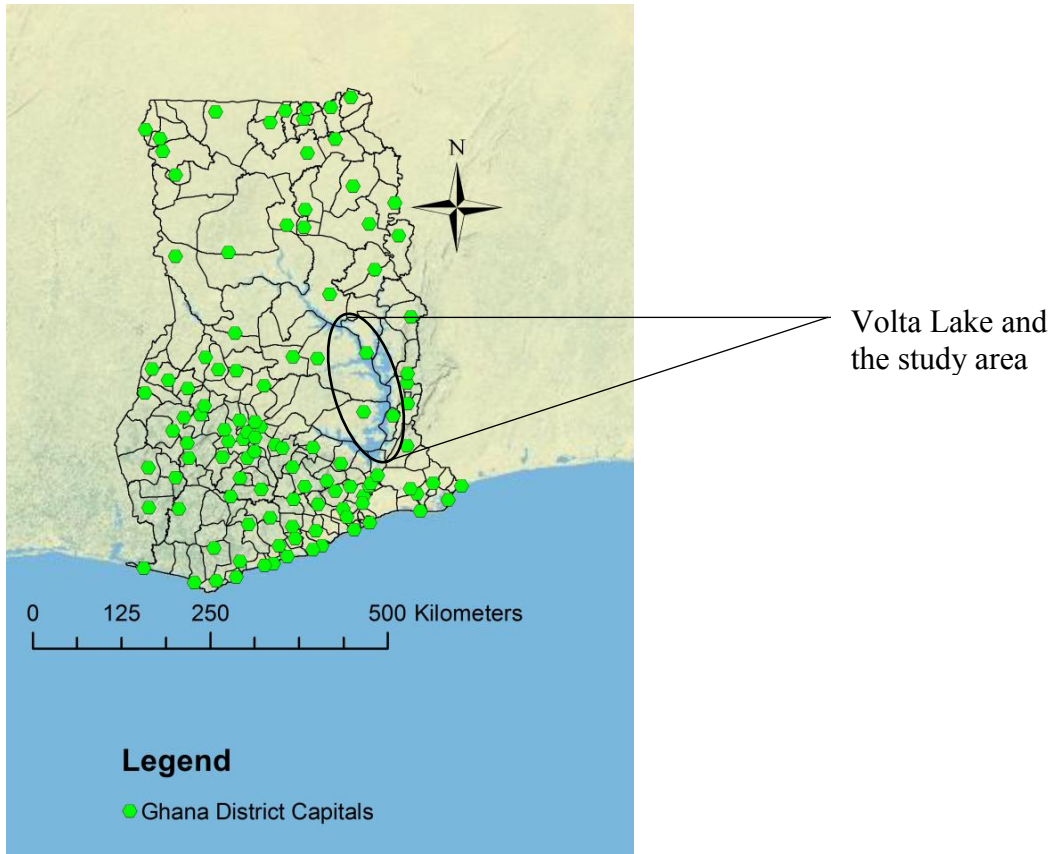 N
Volta Lake and
the study area
0 125 250 500 Kilometers
Legend
Ghana District Capitals